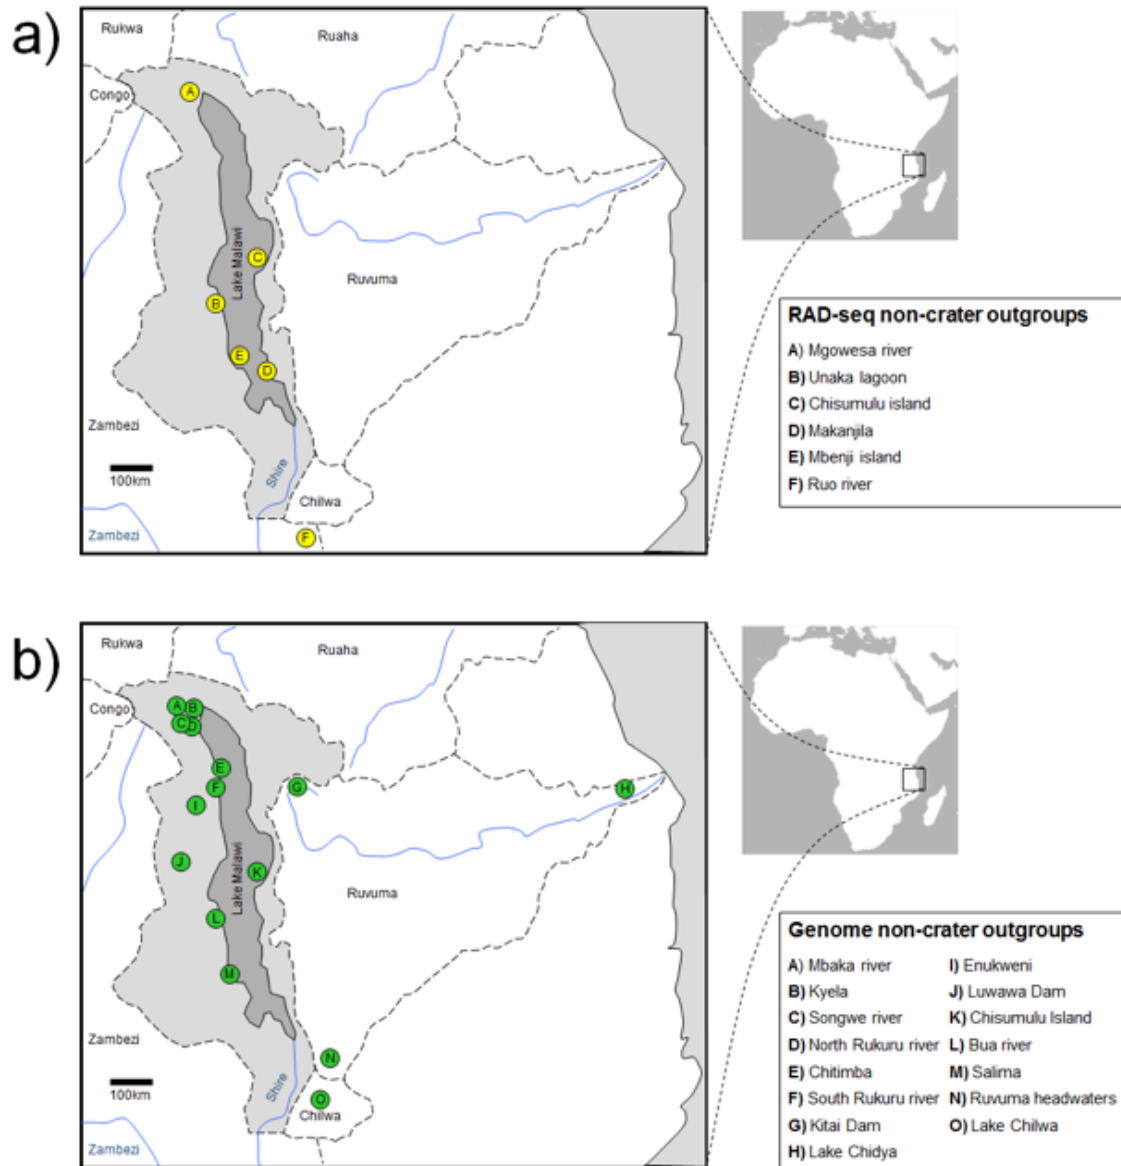 a)
Rukwa
Ruaha
Congo
A
Lake Malawi
C
Ruvuma
B
E
D
Zambezi
100km
Shire
Chilwa
Zambezi
F
RAD-seq non-crater outgroups
A) Mgowesa river
B) Unaka lagoon
C) Chisumulu island
D) Makanjila
E) Mbenji island
F) Ruo river
b)
Rukwa
Ruaha
Congo
A
B
C
D
E
F
G
H
I
J
Lake Malawi
K
Ruvuma
L
M
Zambezi
N
100km
Shire
O
Chilwa
Zambezi
Genome non-crater outgroups
A) Mbaka river
B) Kyela
C) Songwe river
D) North Rukuru river
E) Chitimba
F) South Rukuru river
G) Kitai Dam
H) Lake Chidya
I) Enukweni
J) Luwawa Dam
K) Chisumulu Island
L) Bua river
M) Salima
N) Ruvuma headwaters
O) Lake Chilwa